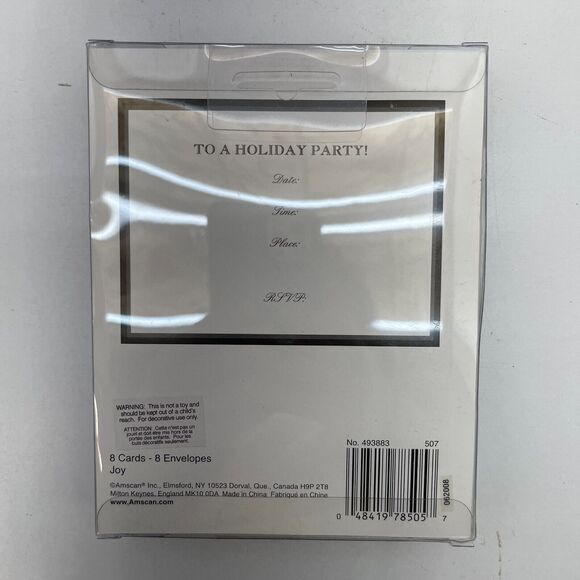 TO A HOLIDAY PARTY!
Date:
Time:
Place:
RSVP:
WARNING: This is not a toy and
should be kept out of a child's
reach. For decorative use only.
ATTENTION: Cette n'est pas un
jouet et doit être mis hors de la
portée des enfants. Pour les
buts décoratifs seulement.
8 Cards - 8 Envelopes
Joy
©Amscan® Inc., Elmsford, NY 10523 Dorval, Que., Canada H9P 2T8
Milton Keynes, England MK10 0DA Made in China Fabriqué en Chine
www.Amscan.com
No. 493883 507
0 48419 78505 7
062008